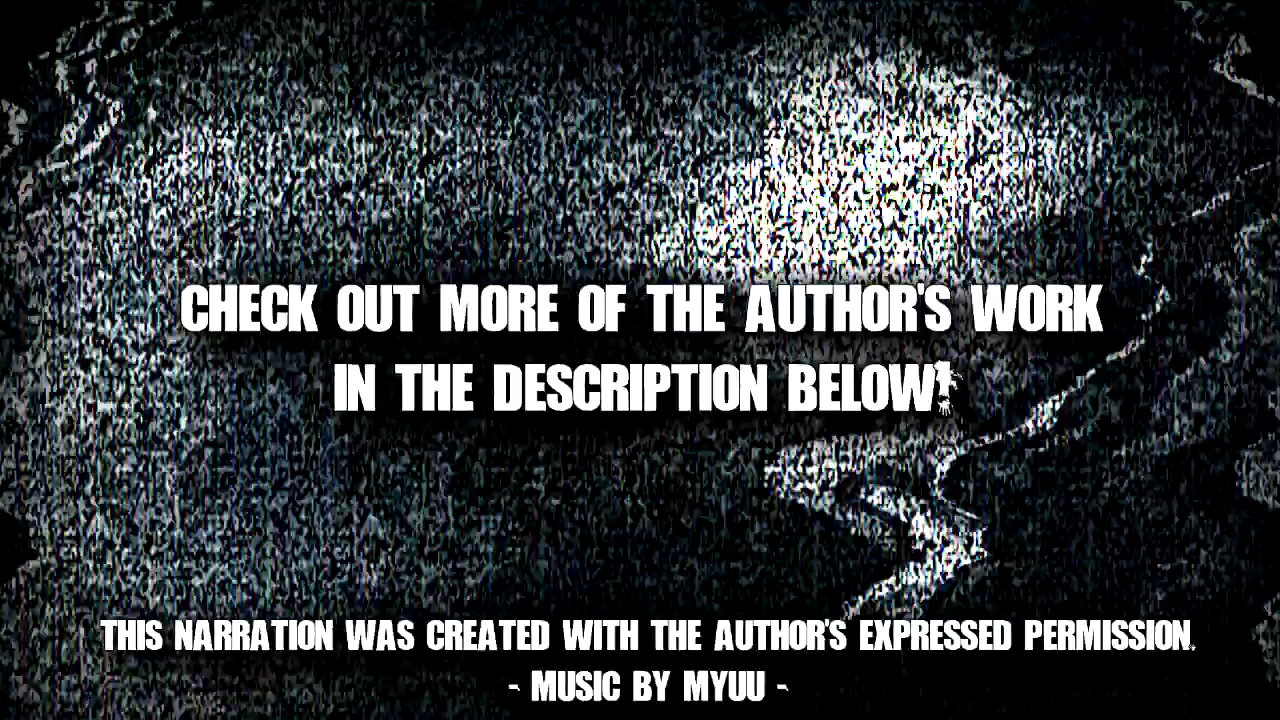 CHECK OUT MORE OF THE AUTHOR'S WORK
IN THE DESCRIPTION BELOW!
THIS NARRATION WAS CREATED WITH THE AUTHOR'S EXPRESSED PERMISSION.
- MUSIC BY MYUU -